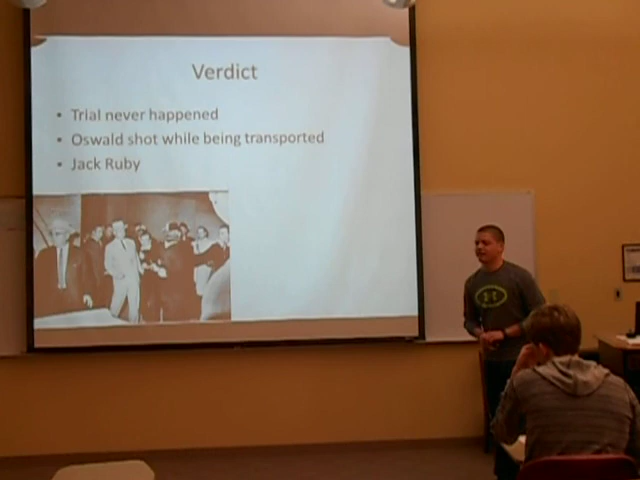 Verdict
• Trial never happened
• Oswald shot while being transported
• Jack Ruby